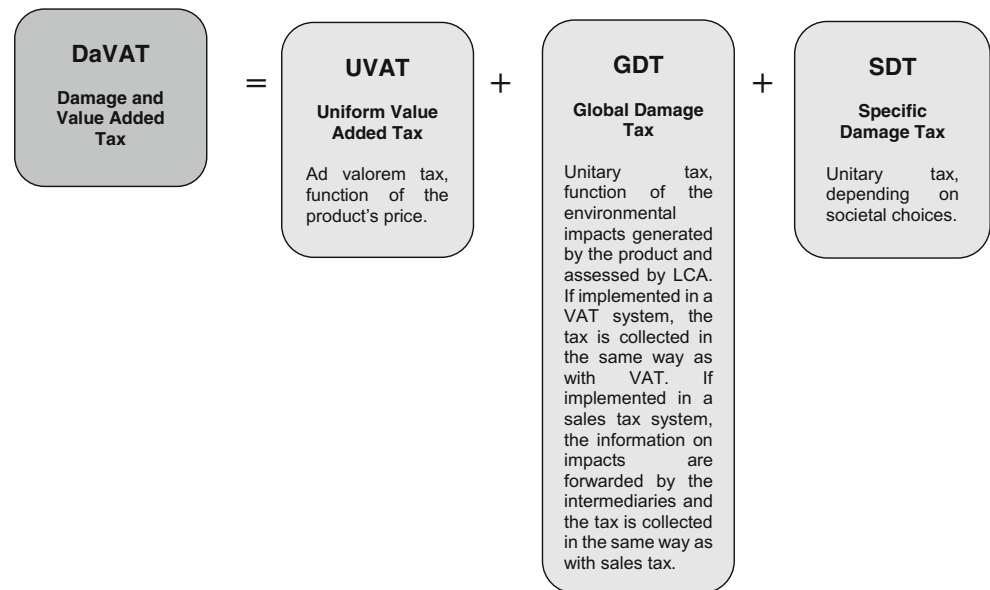 DaVAT
Damage and
Value Added
Tax
=
UVAT
Uniform Value
Added Tax
Ad valorem tax,
function of the
product's price.
+
GDT
Global Damage
Tax
Unitary tax,
function of the
environmental
impacts generated
by the product and
assessed by LCA.
If implemented in a
VAT system, the
tax is collected in
the same way as
with VAT. If
implemented in a
sales tax system,
the information on
impacts are
forwarded by the
intermediaries and
the tax is collected
in the same way as
with sales tax.
+
SDT
Specific
Damage Tax
Unitary tax,
depending on
societal choices.